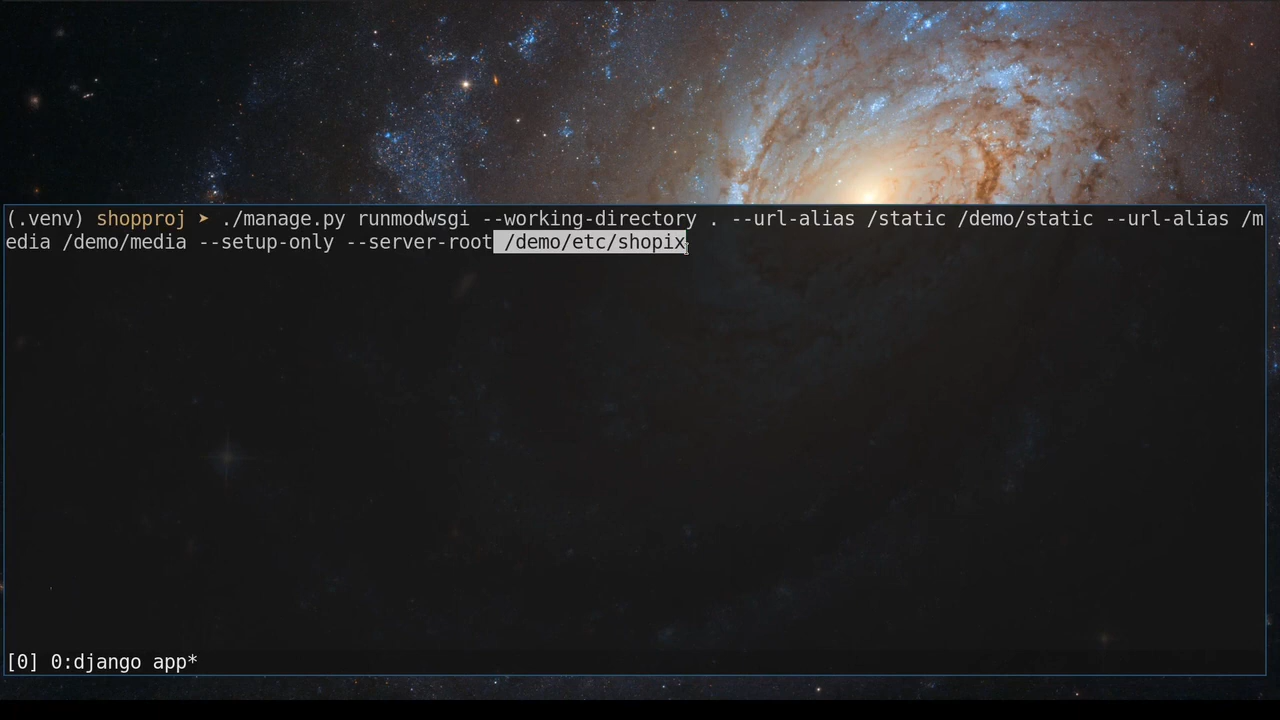 (.venv) shopproj ➤ ./manage.py runmodwsgi --working-directory . --url-alias /static /demo/static --url-alias /m
edia /demo/media --setup-only --server-root /demo/etc/shopix
[0] 0:django app*